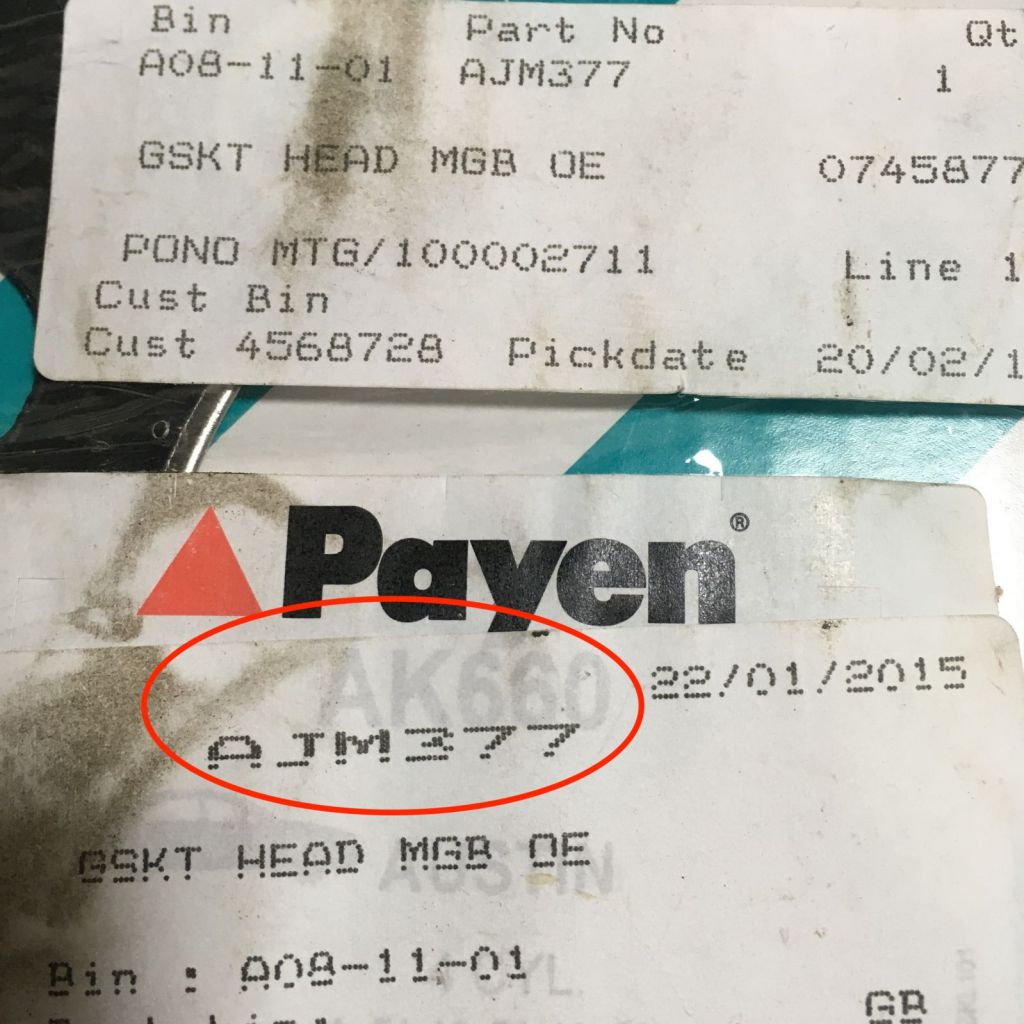 Bin Part No Qt
A08-11-01 AJM377 1
GSKT HEAD MGB OE 0745877
PONO MTG/100002711 Line 1
Cust Bin
Cust 4568728 Pickdate 20/02/1
Payen®
AK660
22/01/2015
AJM377
GSKT HEAD MGB OE
AUSTIN
Bin : A08-11-01
CYL.
GB